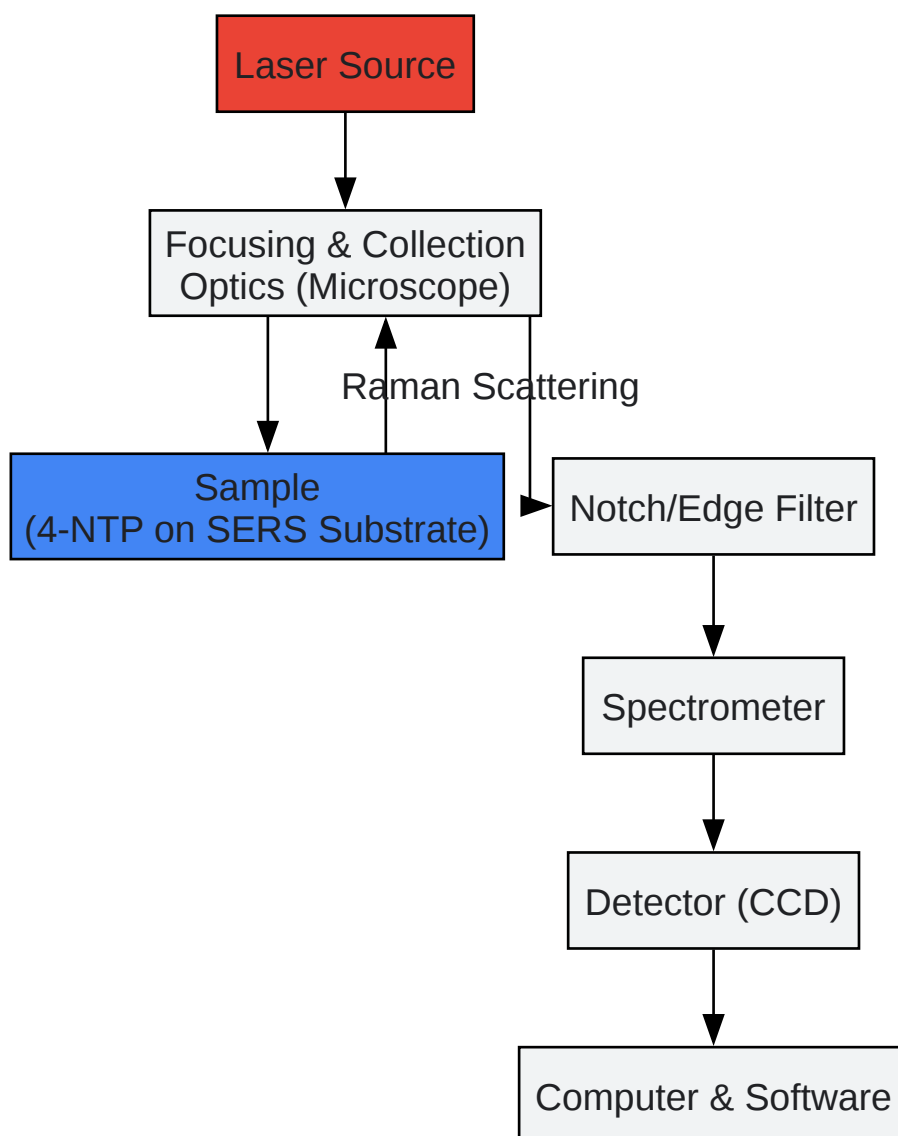 Laser Source
Focusing & Collection
Optics (Microscope)
Raman Scattering
Sample
(4-NTP on SERS Substrate)
Notch/Edge Filter
Spectrometer
Detector (CCD)
Computer & Software